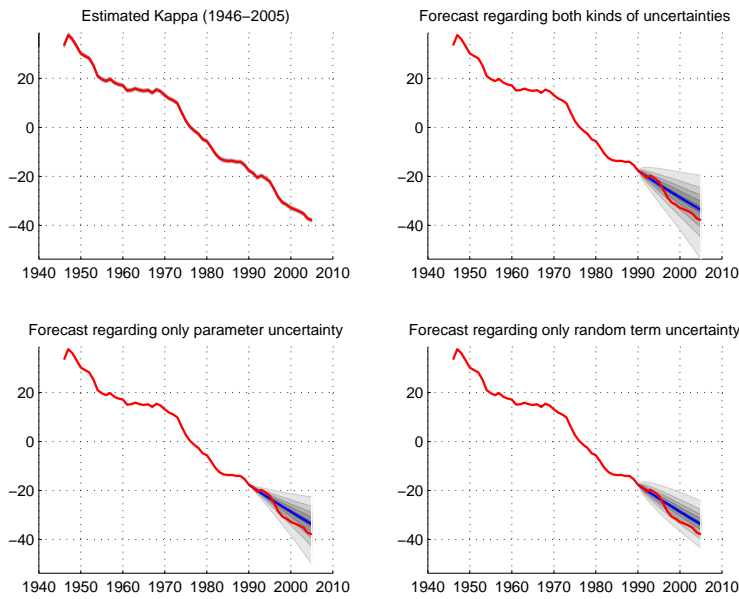 Estimated Kappa (1946−2005)
20
0
−20
−40
1940 1950 1960 1970 1980 1990 2000 2010
Forecast regarding both kinds of uncertainties
20
0
−20
−40
1940 1950 1960 1970 1980 1990 2000 2010
Forecast regarding only parameter uncertainty
20
0
−20
−40
1940 1950 1960 1970 1980 1990 2000 2010
Forecast regarding only random term uncertainty
20
0
−20
−40
1940 1950 1960 1970 1980 1990 2000 2010